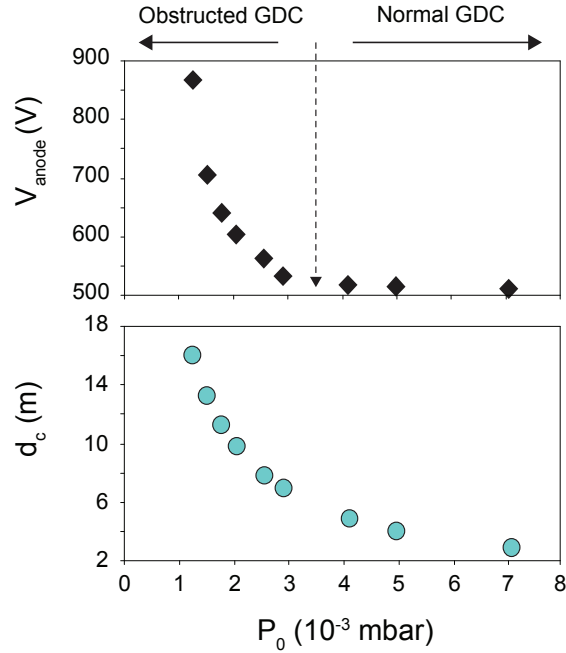 Obstructed GDC Normal GDC
900
800
700
600
500
V_anode (V)
18
14
10
6
2
d_c (m)
0 1 2 3 4 5 6 7 8
P_0 (10^-3 mbar)